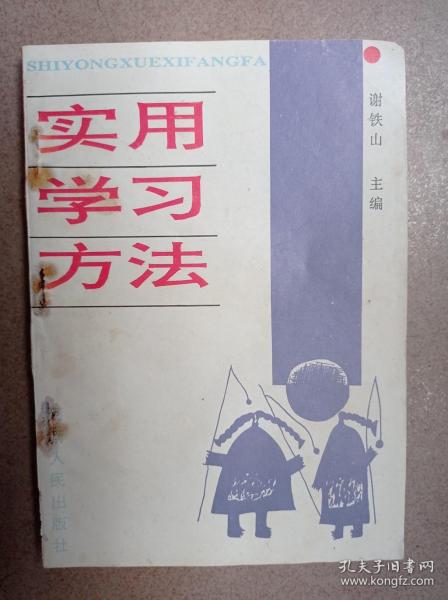 SHIYONGXUEXIFANGFA
实用
学习
方法
谢铁山 主编
人民出版社
孔夫子旧书网
www.kongfz.com